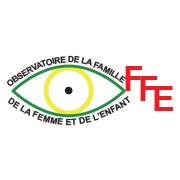 OBSERVATOIRE DE LA FAMILLE
DE LA FEMME ET DE L'ENFANT
FFE